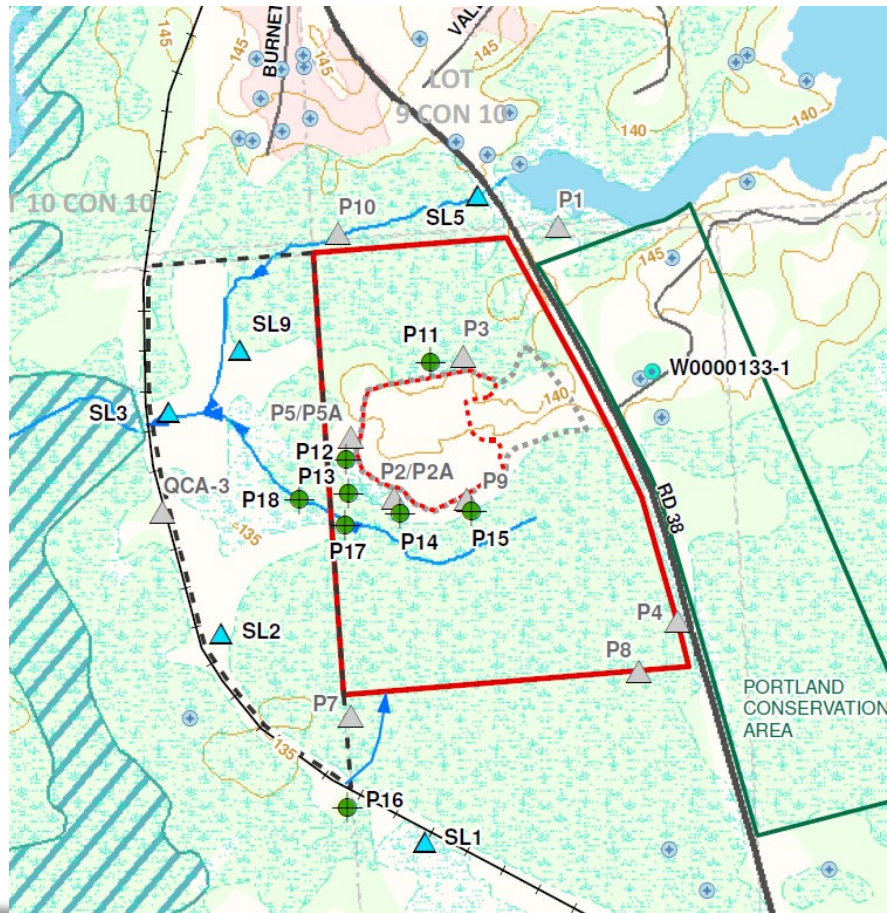 145
BURNET
145
VAL
145
LOT
9 CON 10
140
140
T 10 CON 10
P10
SL5
P1
145
SL9
P11
P3
W0000133-1
140
SL3
P5/P5A
P12
P13
P2/P2A
P9
QCA-3
P18
RD 38
135
P17
P14
P15
P4
SL2
P8
P7
PORTLAND
CONSERVATION
AREA
135
P16
SL1